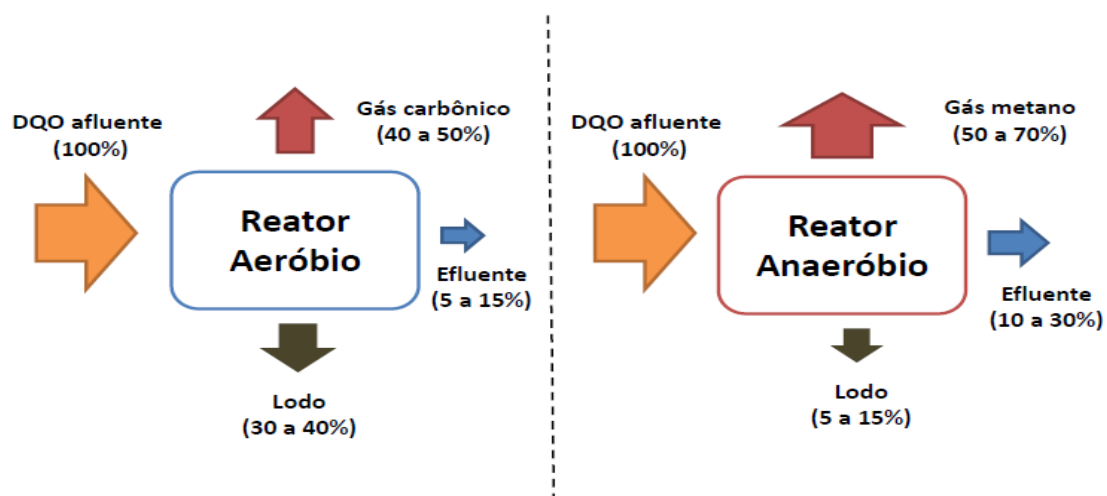 DQO afluente
(100%)
Gás carbônico
(40 a 50%)
Reator
Aeróbio
Efluente
(5 a 15%)
Lodo
(30 a 40%)
DQO afluente
(100%)
Gás metano
(50 a 70%)
Reator
Anaeróbio
Efluente
(10 a 30%)
Lodo
(5 a 15%)